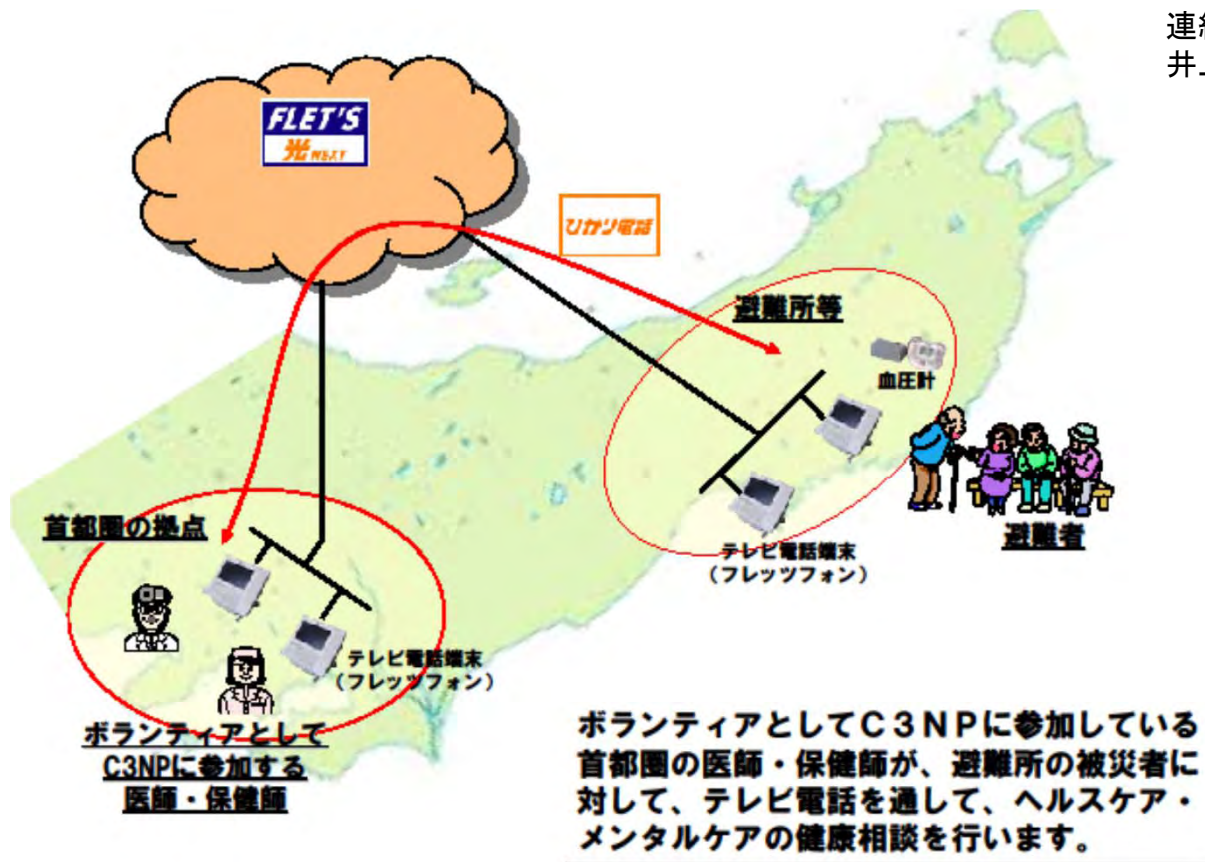 連
井上
FLET'S
光 NEXT
ひかり電話
避難所等
血圧計
テレビ電話端末
(フレッツフォン)
避難者
首都圏の拠点
テレビ電話端末
(フレッツフォン)
ボランティアとして
C3NPに参加する
医師・保健師
ボランティアとしてC3NPに参加している
首都圏の医師・保健師が、避難所の被災者に
対して、テレビ電話を通して、ヘルスケア・
メンタルケアの健康相談を行います。